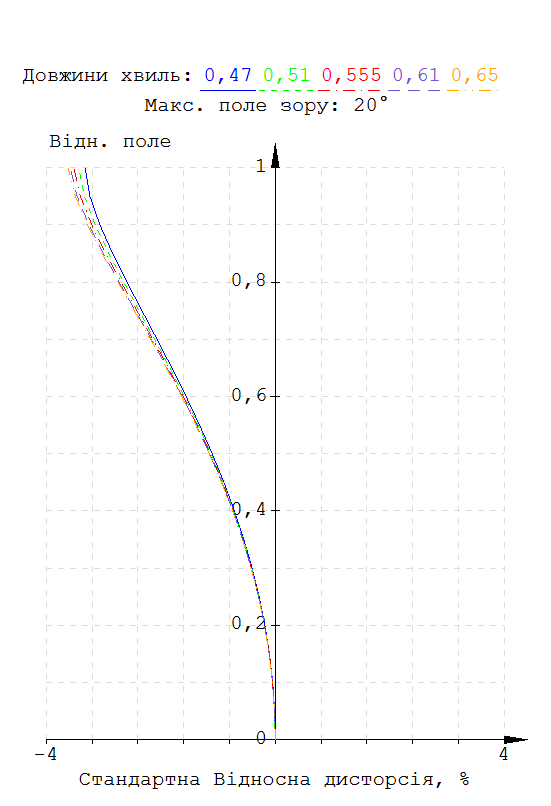 Довжини хвиль: 0,47 0,51 0,555 0,61 0,65
Макс. поле зору: 20°
Відн. поле
1
0,8
0,6
0,4
0,2
0
-4 4
Стандартна Відносна дисторсія, %